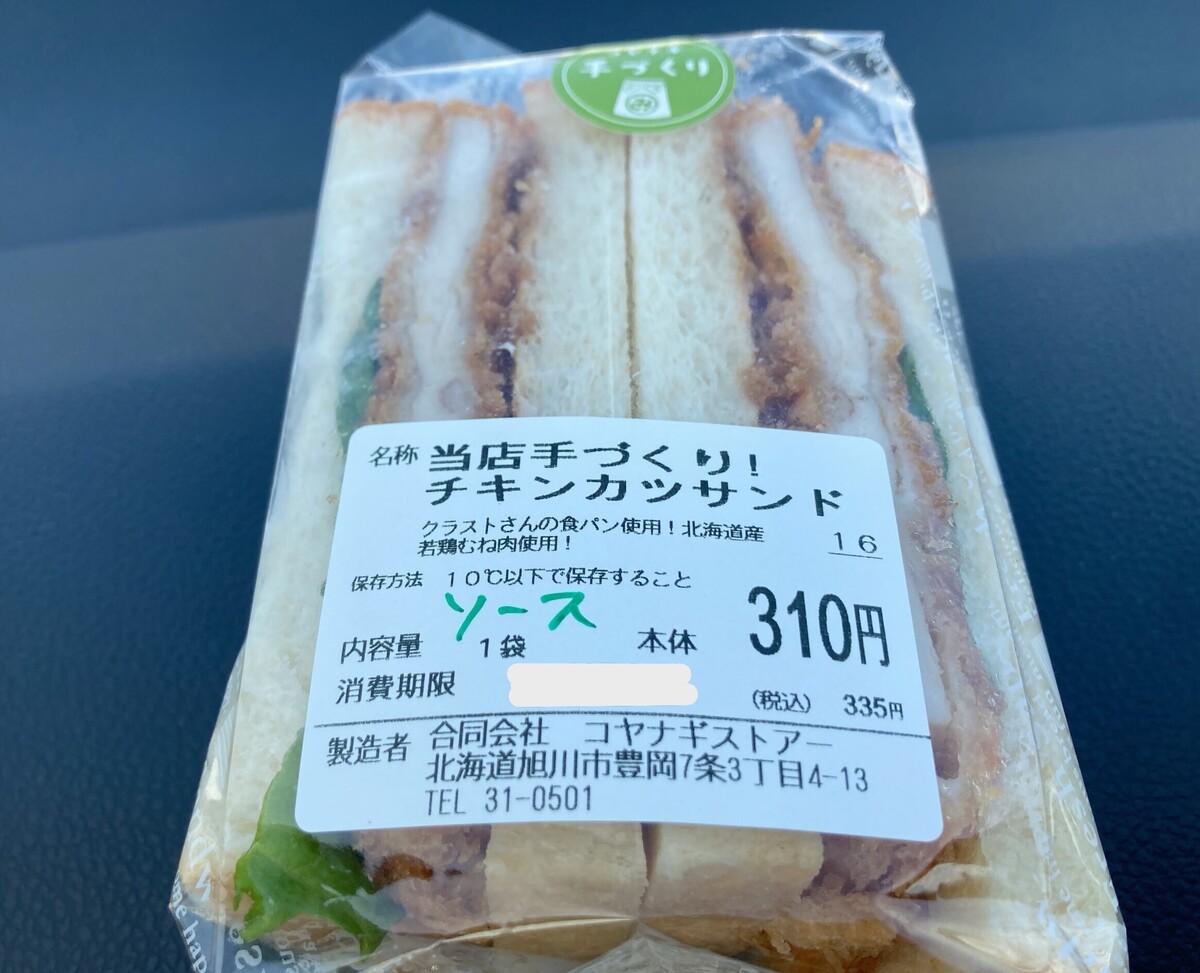 手づくり
名称 当店手づくり!
チキンカツサンド
クラストさんの食パン使用!北海道産
若鶏むね肉使用!
16
保存方法 10℃以下で保存すること
ソース
内容量 1袋 本体 310円
消費期限
(税込) 335円
製造者 合同会社 コヤナギストアー
北海道旭川市豊岡7条3丁目4-13
TEL 31-0501